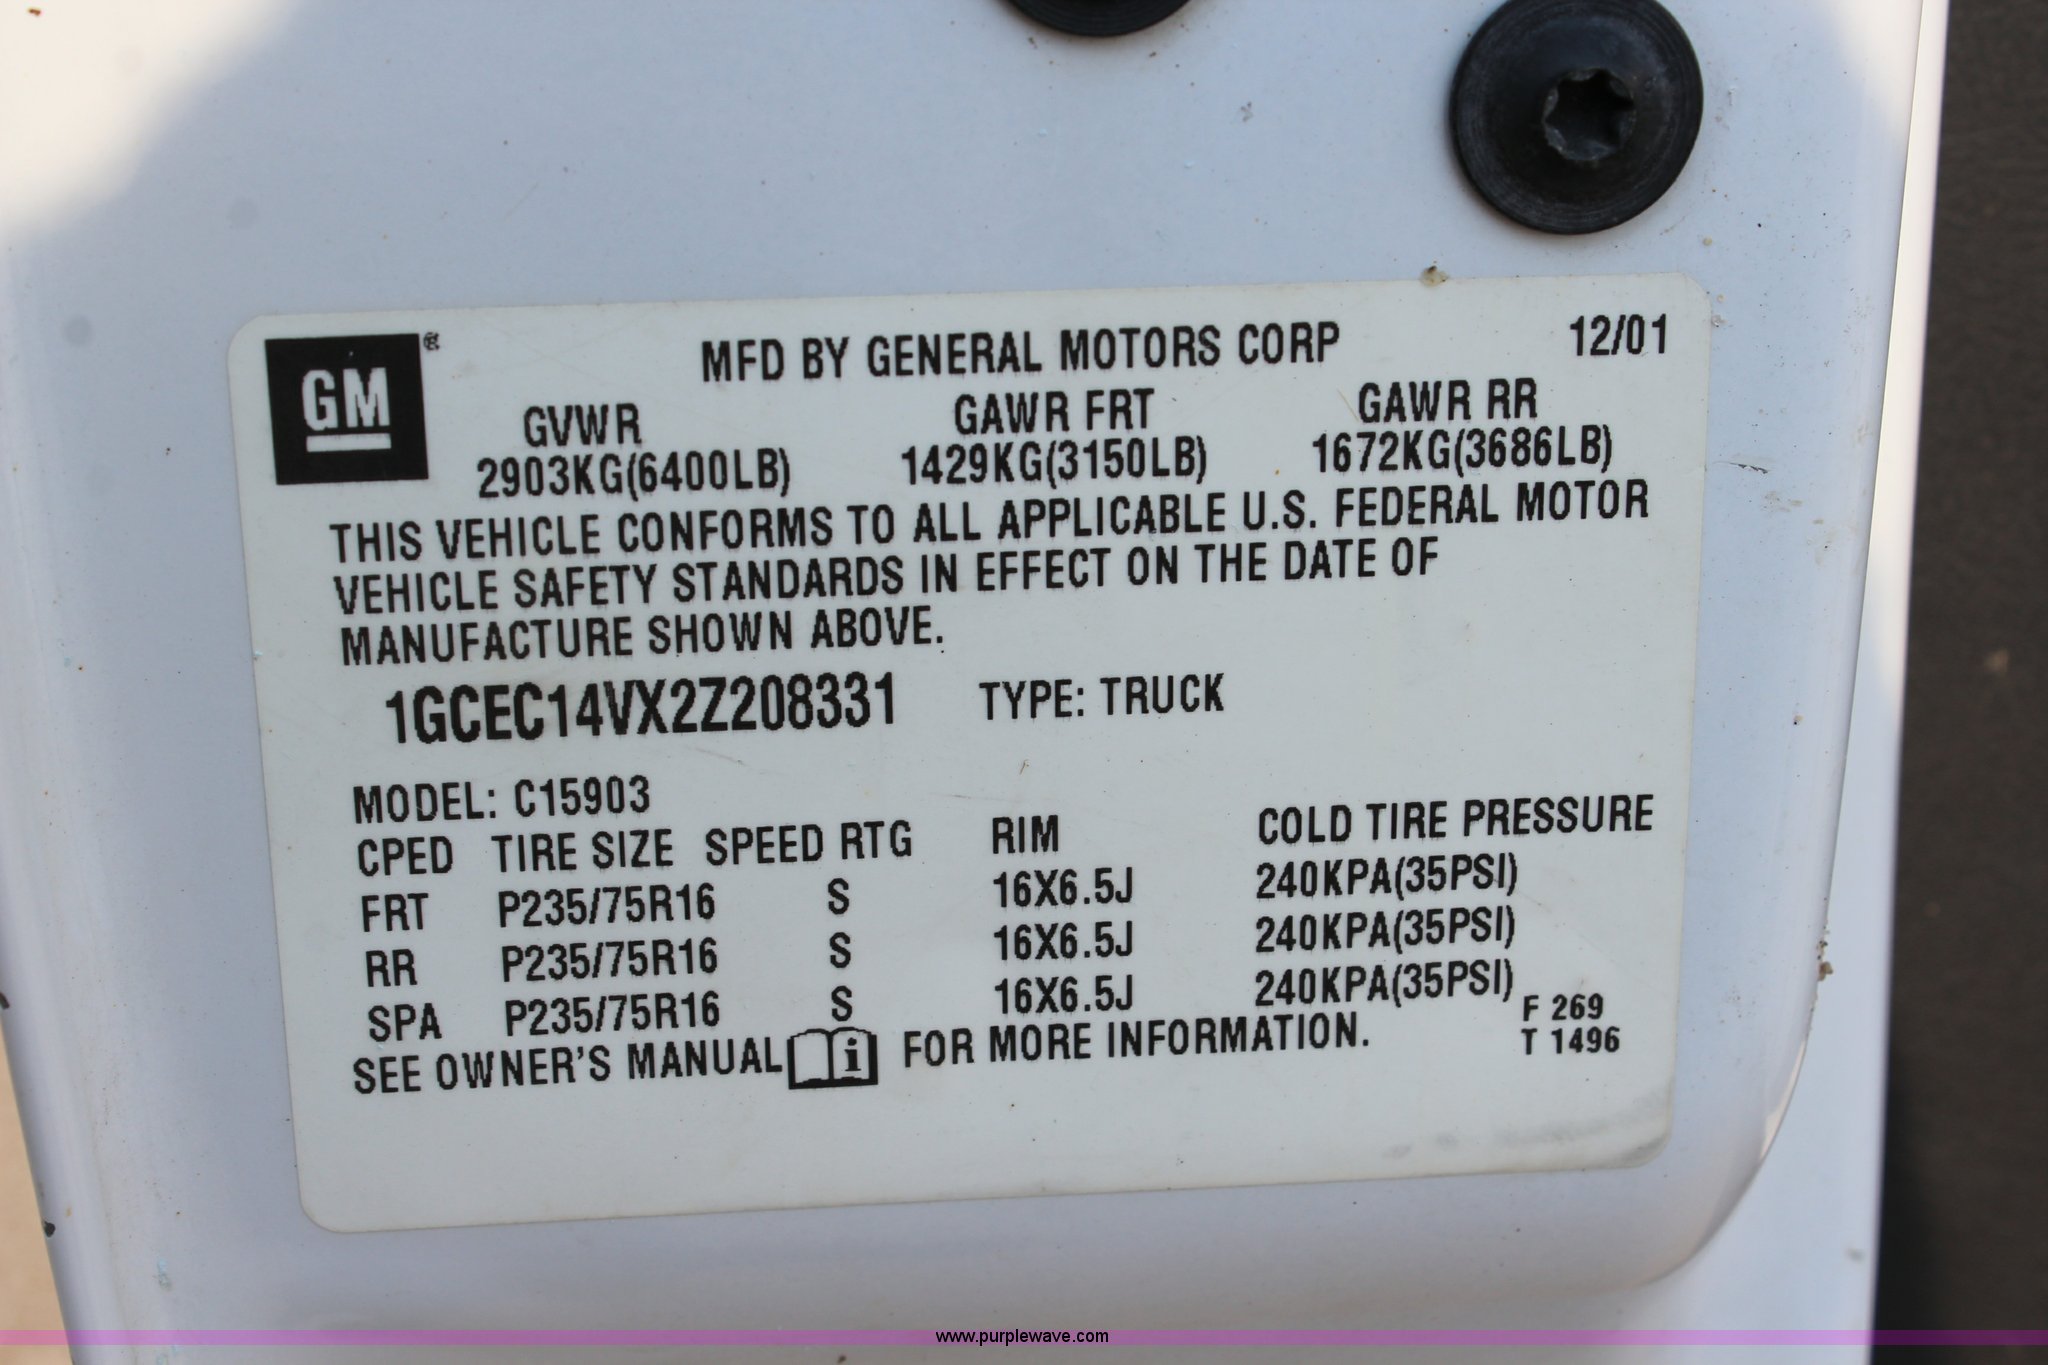 GM ®
MFD BY GENERAL MOTORS CORP 12/01
GVWR GAWR FRT GAWR RR
2903KG(6400LB) 1429KG(3150LB) 1672KG(3686LB)
THIS VEHICLE CONFORMS TO ALL APPLICABLE U.S. FEDERAL MOTOR
VEHICLE SAFETY STANDARDS IN EFFECT ON THE DATE OF
MANUFACTURE SHOWN ABOVE.
1GCEC14VX2Z208331 TYPE: TRUCK
MODEL: C15903
CPED TIRE SIZE SPEED RTG RIM COLD TIRE PRESSURE
FRT P235/75R16 S 16X6.5J 240KPA(35PSI)
RR P235/75R16 S 16X6.5J 240KPA(35PSI)
SPA P235/75R16 S 16X6.5J 240KPA(35PSI)
SEE OWNER'S MANUAL i FOR MORE INFORMATION.
F 269
T 1496
www.purplewave.com